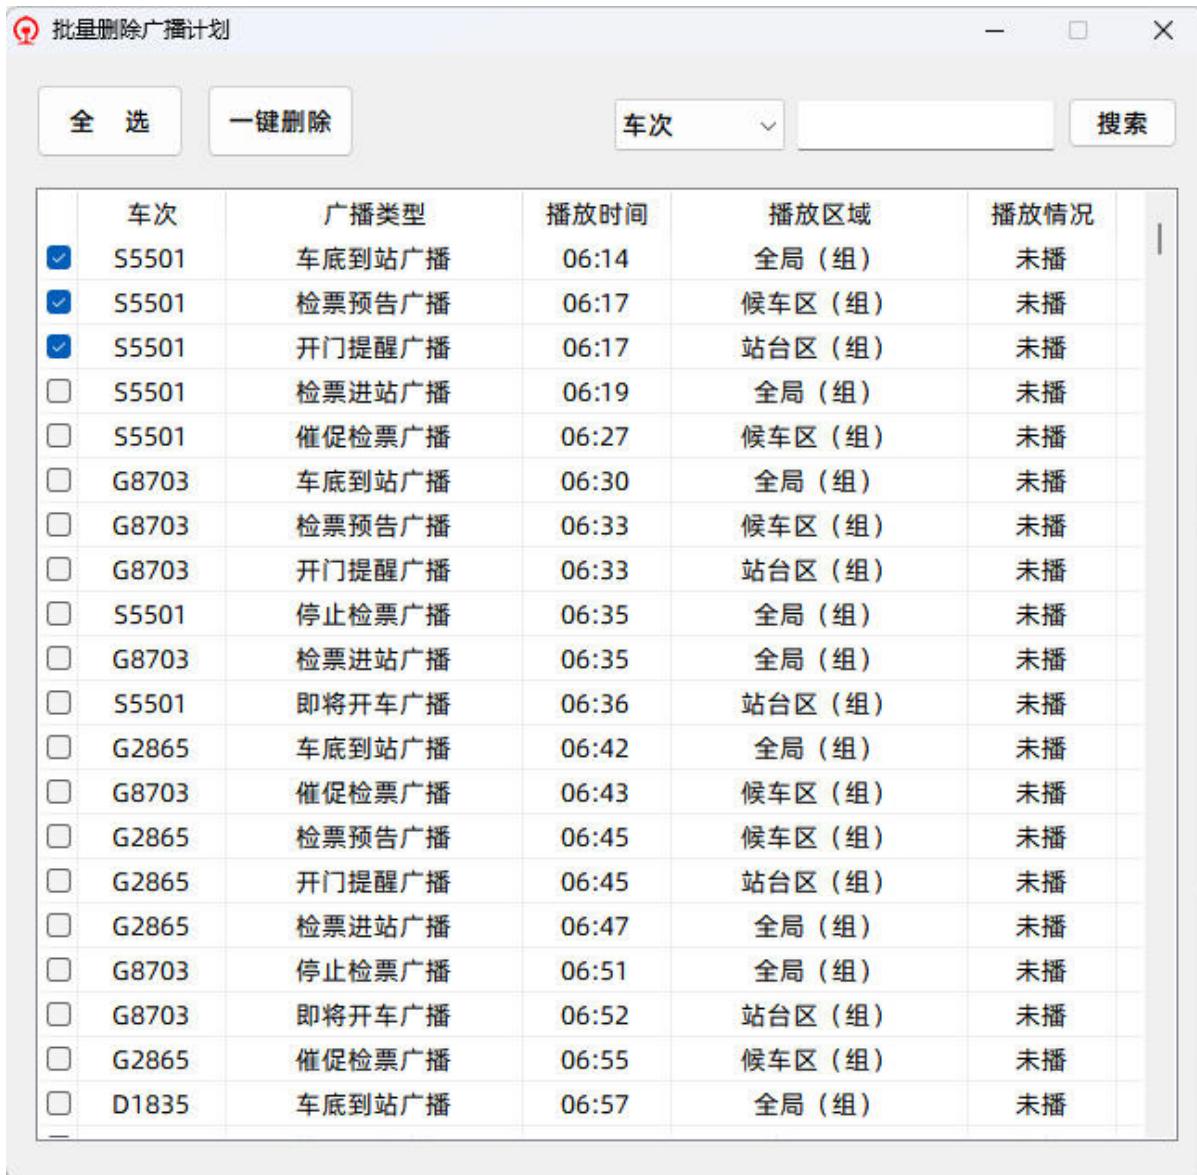 批量删除广播计划
全 选 一键删除 车次 搜索
车次 广播类型 播放时间 播放区域 播放情况
S5501 车底到站广播 06:14 全局（组） 未播
S5501 检票预告广播 06:17 候车区（组） 未播
S5501 开门提醒广播 06:17 站台区（组） 未播
S5501 检票进站广播 06:19 全局（组） 未播
S5501 催促检票广播 06:27 候车区（组） 未播
G8703 车底到站广播 06:30 全局（组） 未播
G8703 检票预告广播 06:33 候车区（组） 未播
G8703 开门提醒广播 06:33 站台区（组） 未播
S5501 停止检票广播 06:35 全局（组） 未播
G8703 检票进站广播 06:35 全局（组） 未播
S5501 即将开车广播 06:36 站台区（组） 未播
G2865 车底到站广播 06:42 全局（组） 未播
G8703 催促检票广播 06:43 候车区（组） 未播
G2865 检票预告广播 06:45 候车区（组） 未播
G2865 开门提醒广播 06:45 站台区（组） 未播
G2865 检票进站广播 06:47 全局（组） 未播
G8703 停止检票广播 06:51 全局（组） 未播
G8703 即将开车广播 06:52 站台区（组） 未播
G2865 催促检票广播 06:55 候车区（组） 未播
D1835 车底到站广播 06:57 全局（组） 未播